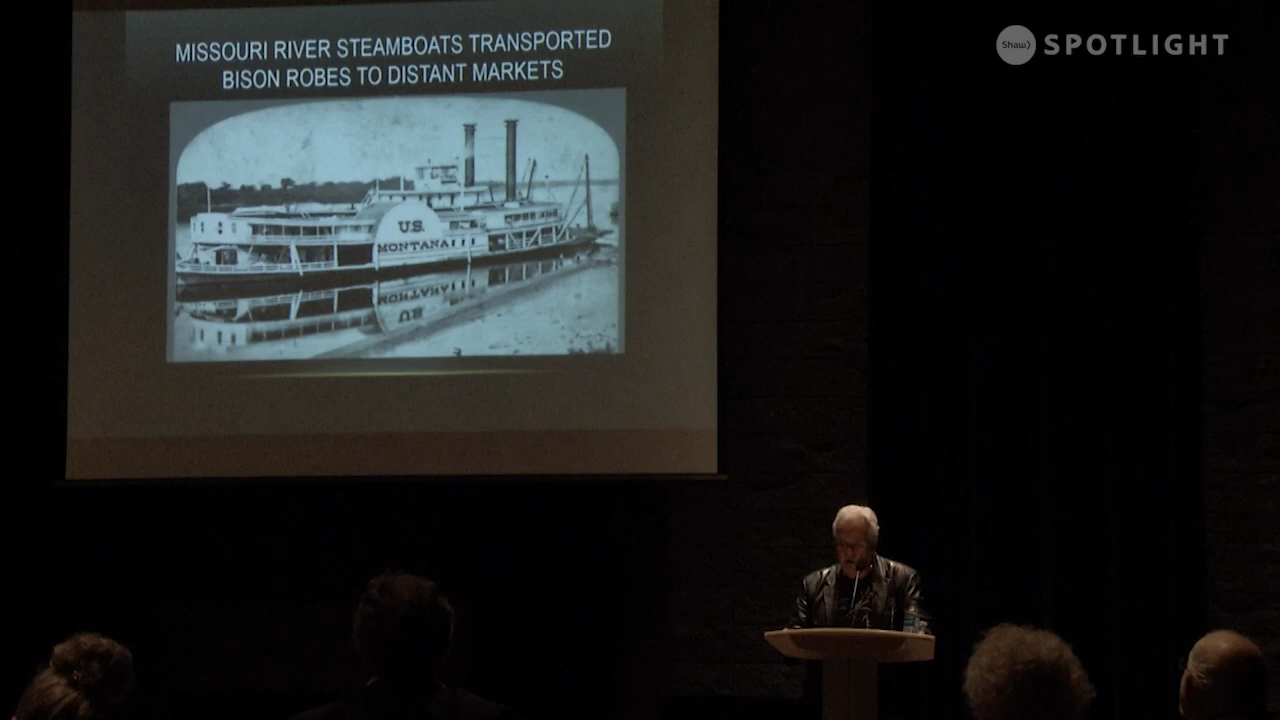 MISSOURI RIVER STEAMBOATS TRANSPORTED
BISON ROBES TO DISTANT MARKETS
U.S.
MONTANA
Shaw) SPOTLIGHT